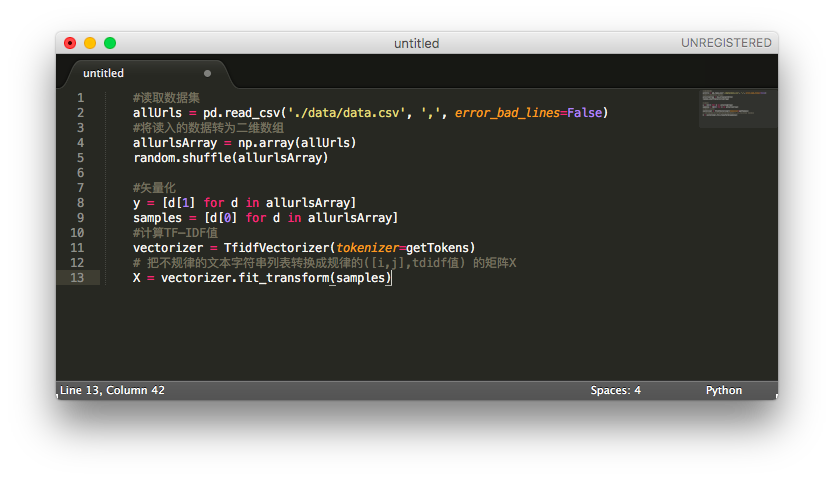 untitled
UNREGISTERED
untitled
1 #读取数据集
2 allUrls = pd.read_csv('./data/data.csv', ',', error_bad_lines=False)
3 #将读入的数据转为二维数组
4 allurlsArray = np.array(allUrls)
5 random.shuffle(allurlsArray)
6
7 #矢量化
8 y = [d[1] for d in allurlsArray]
9 samples = [d[0] for d in allurlsArray]
10 #计算TF-IDF值
11 vectorizer = TfidfVectorizer(tokenizer=getTokens)
12 # 把不规律的文本字符串列表转换成规律的([i,j],tdidf值) 的矩阵X
13 X = vectorizer.fit_transform(samples)
Line 13, Column 42
Spaces: 4
Python